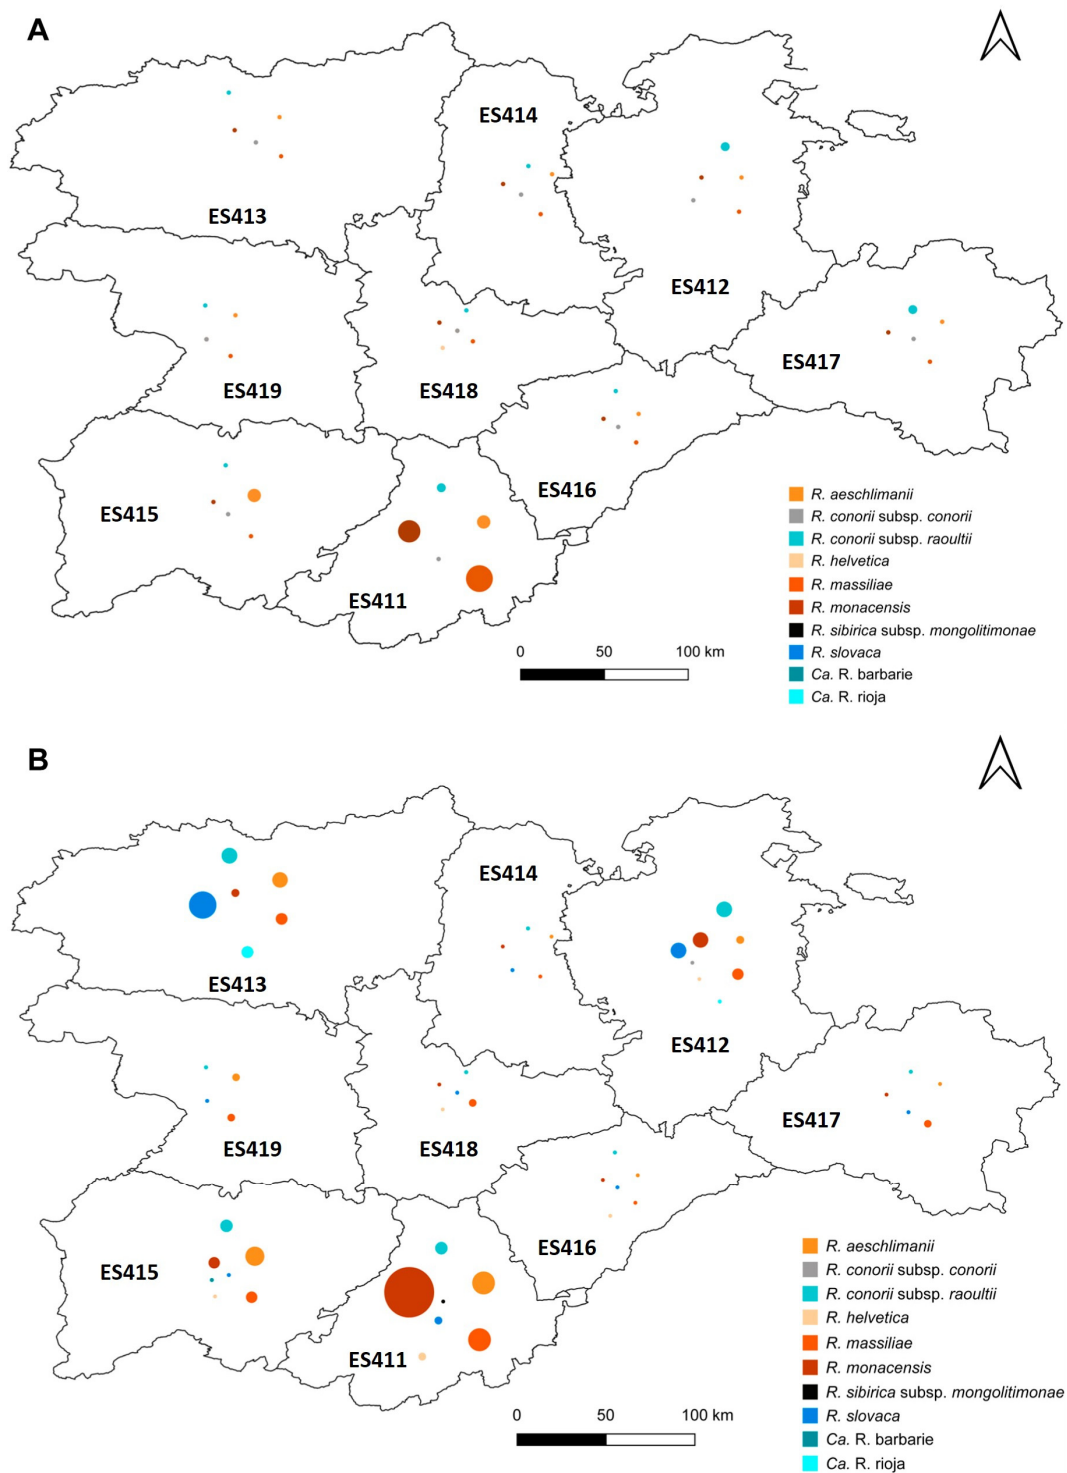 A
ES414
ES413
ES412
ES417
ES419
ES418
ES416
ES415
ES411
R. aeschlimanii
R. conorii subsp. conorii
R. conorii subsp. raoultii
R. helvetica
R. massiliae
R. monacensis
R. sibirica subsp. mongolitimonae
R. slovaca
Ca. R. barbarie
Ca. R. rioja
0 50 100 km
B
ES414
ES413
ES412
ES417
ES419
ES418
ES416
ES415
ES411
R. aeschlimanii
R. conorii subsp. conorii
R. conorii subsp. raoultii
R. helvetica
R. massiliae
R. monacensis
R. sibirica subsp. mongolitimonae
R. slovaca
Ca. R. barbarie
Ca. R. rioja
0 50 100 km